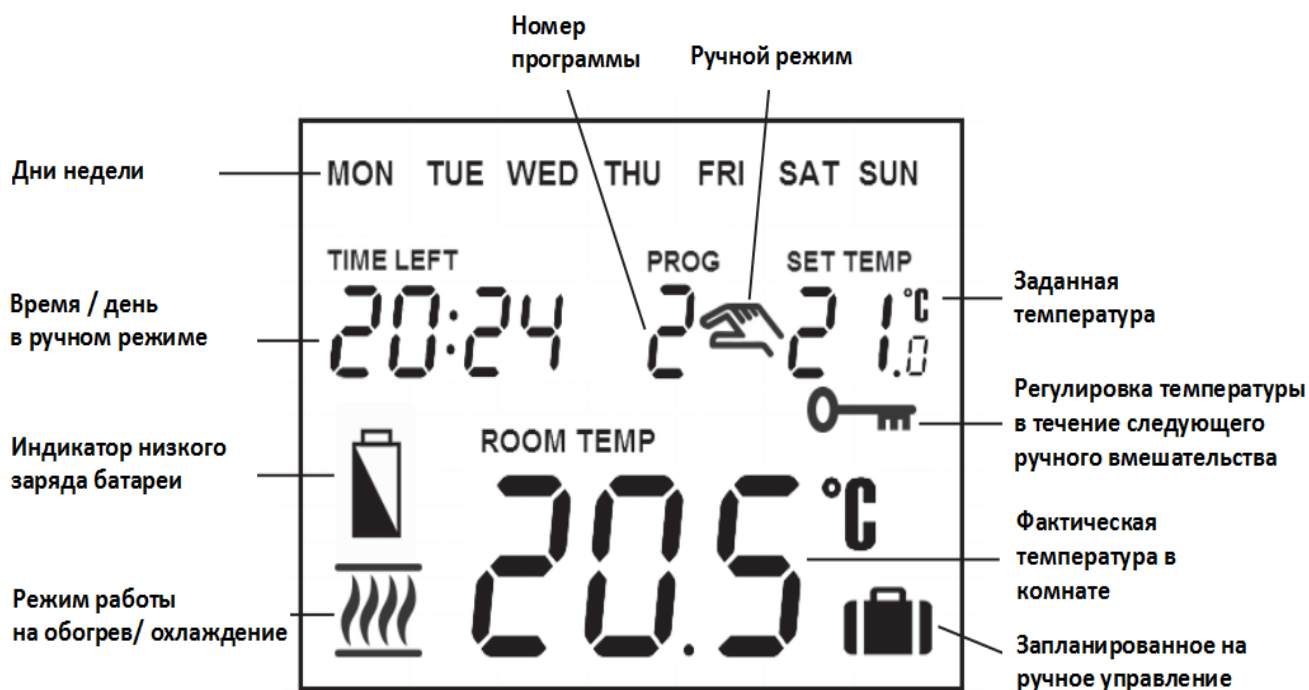 Номер
программы
Ручной режим
Дни недели
MON TUE WED THU FRI SAT SUN
TIME LEFT PROG SET TEMP
20:24 2 21.0 °C
Заданная
температура
Время / день
в ручном режиме
Регулировка температуры
в течение следующего
ручного вмешательства
Индикатор низкого
заряда батареи
ROOM TEMP
20.5 °C
Фактическая
температура в
комнате
Режим работы
на обогрев/ охлаждение
Запланированное на
ручное управление